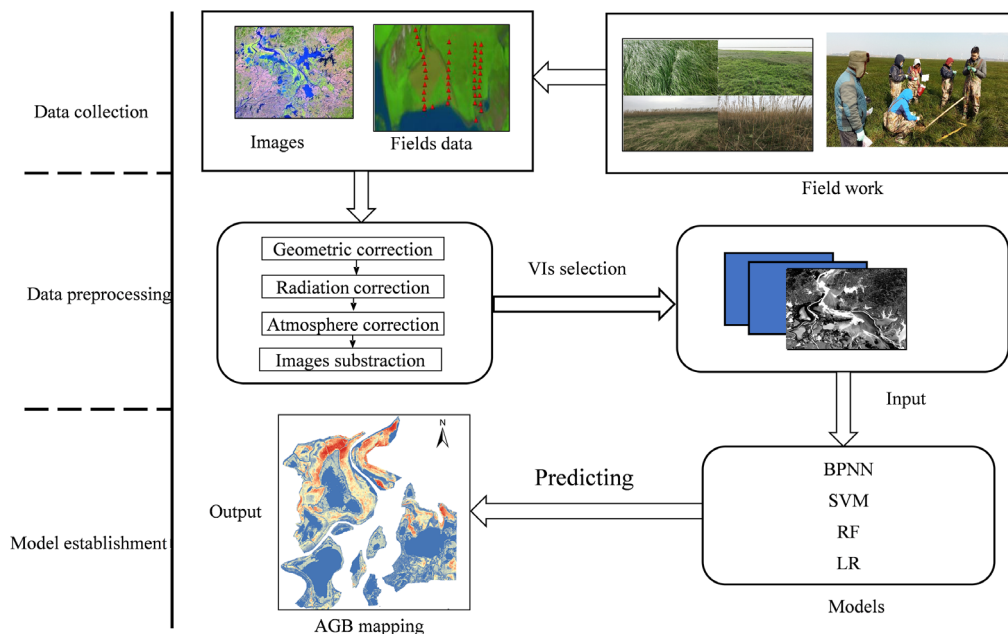 Data collection
Images
Fields data
Field work
Data preprocessing
Geometric correction
Radiation correction
Atmosphere correction
Images substraction
VIs selection
Input
Model establishment
Output
N
AGB mapping
Predicting
BPNN
SVM
RF
LR
Models